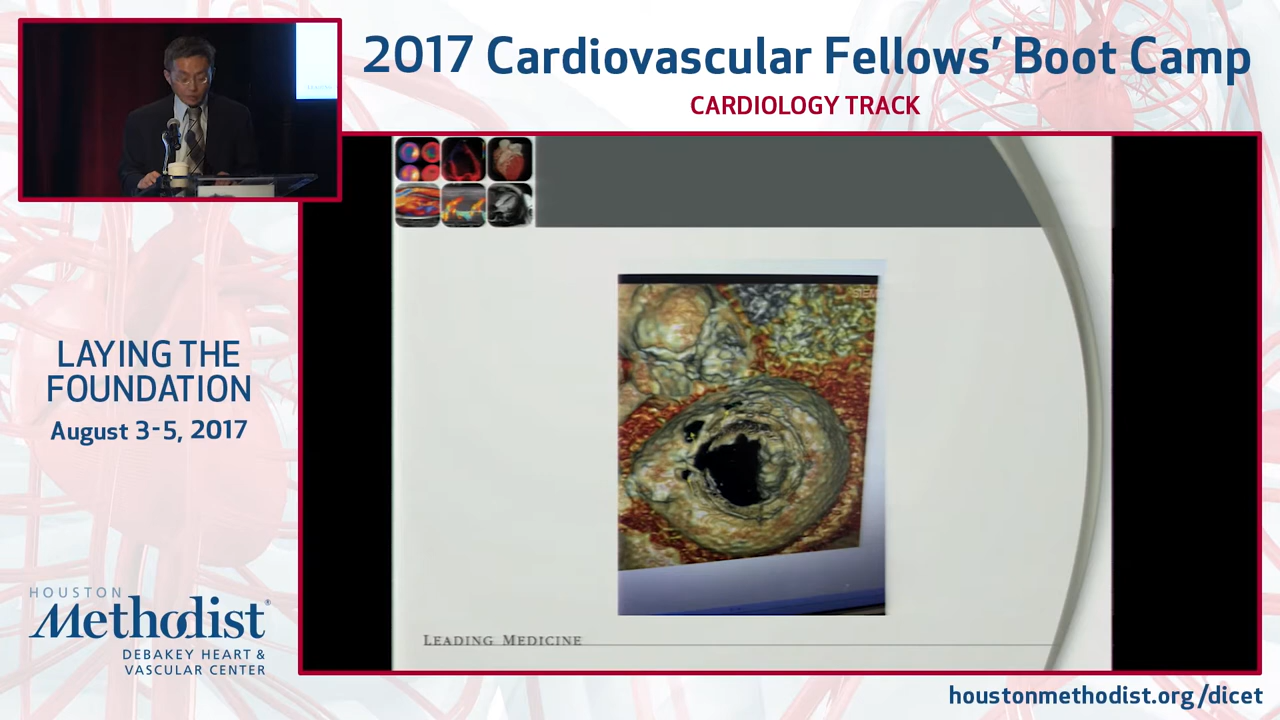 2017 Cardiovascular Fellows’ Boot Camp
CARDIOLOGY TRACK
LAYING THE
FOUNDATION
August 3-5, 2017
HOUSTON
Methodist®
DEBAKEY HEART &
VASCULAR CENTER
LEADING MEDICINE
houstonmethodist.org/dicet